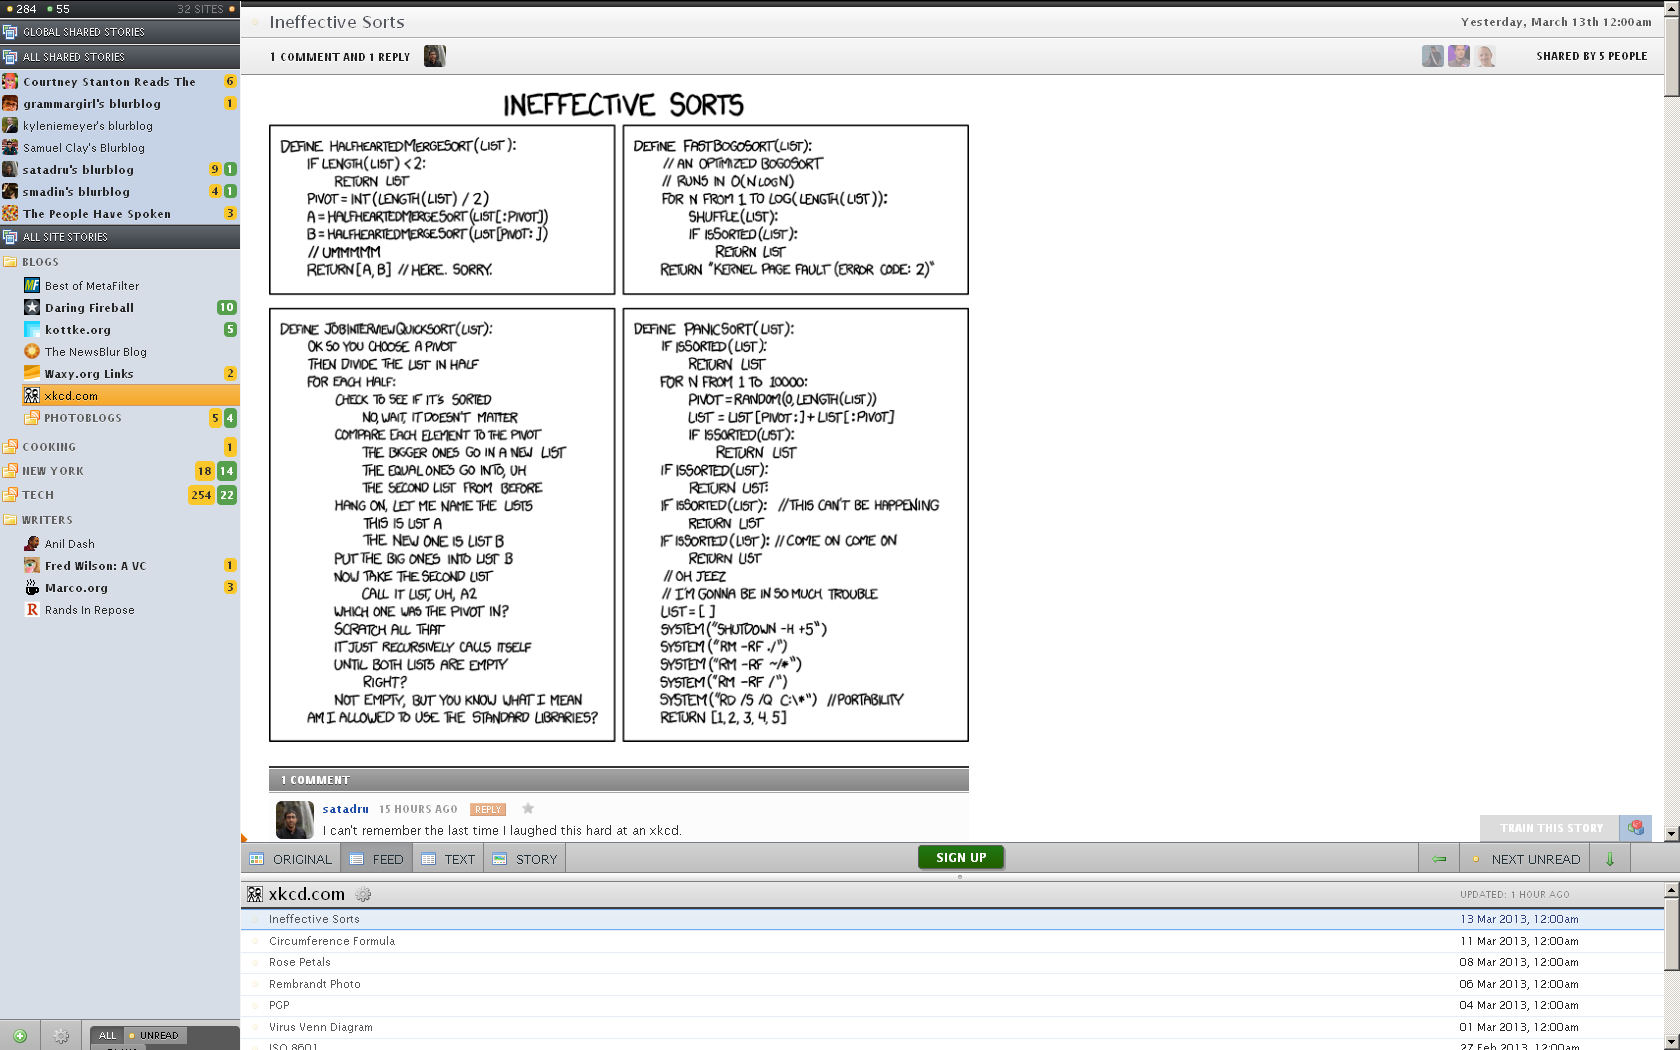 284 55 32 SITES
GLOBAL SHARED STORIES
ALL SHARED STORIES
Courtney Stanton Reads The 6
grammargirl's blurblog 1
kyleniemeyer's blurblog
Samuel Clay's Blurblog
satadru's blurblog 9 1
smadin's blurblog 4 1
The People Have Spoken 3
ALL SITE STORIES
BLOGS
Best of MetaFilter
Daring Fireball 10
kottke.org 5
The NewsBlur Blog
Waxy.org Links 2
xkcd.com
PHOTOBLOGS 5 4
COOKING 1
NEW YORK 18 14
TECH 254 22
WRITERS
Anil Dash
Fred Wilson: A VC 1
Marco.org 3
Rands In Repose
ALL UNREAD
Ineffective Sorts Yesterday, March 13th 12:00am
1 COMMENT AND 1 REPLY SHARED BY 5 PEOPLE
INEFFECTIVE SORTS
DEFINE HALFHEARTEDMERGESORT(LIST):
IF LENGTH(LIST) < 2:
RETURN LIST
PIVOT = INT(LENGTH(LIST) / 2)
A = HALFHEARTEDMERGESORT(LIST[:PIVOT])
B = HALFHEARTEDMERGESORT(LIST[PIVOT:])
// UMMMMM
RETURN [A, B] // HERE. SORRY.
DEFINE FASTBOGOSORT(LIST):
// AN OPTIMIZED BOGOSORT
// RUNS IN O(N LOGN)
FOR N FROM 1 TO LOG(LENGTH(LIST)):
SHUFFLE(LIST):
IF ISSORTED(LIST):
RETURN LIST
RETURN "KERNEL PAGE FAULT (ERROR CODE: 2)"
DEFINE JOBINTERVIEWQUICKSORT(LIST):
OK SO YOU CHOOSE A PIVOT
THEN DIVIDE THE LIST IN HALF
FOR EACH HALF:
CHECK TO SEE IF IT'S SORTED
NO, WAIT, IT DOESN'T MATTER
COMPARE EACH ELEMENT TO THE PIVOT
THE BIGGER ONES GO IN A NEW LIST
THE EQUAL ONES GO INTO, UH
THE SECOND LIST FROM BEFORE
HANG ON, LET ME NAME THE LISTS
THIS IS LIST A
THE NEW ONE IS LIST B
PUT THE BIG ONES INTO LIST B
NOW TAKE THE SECOND LIST
CALL IT LIST, UH, A2
WHICH ONE WAS THE PIVOT IN?
SCRATCH ALL THAT
IT JUST RECURSIVELY CALLS ITSELF
UNTIL BOTH LISTS ARE EMPTY
RIGHT?
NOT EMPTY, BUT YOU KNOW WHAT I MEAN
AM I ALLOWED TO USE THE STANDARD LIBRARIES?
DEFINE PANICSORT(LIST):
IF ISSORTED(LIST):
RETURN LIST
FOR N FROM 1 TO 10000:
PIVOT = RANDOM(0, LENGTH(LIST))
LIST = LIST[PIVOT:] + LIST[:PIVOT]
IF ISSORTED(LIST):
RETURN LIST
IF ISSORTED(LIST):
RETURN LIST:
IF ISSORTED(LIST): //THIS CAN'T BE HAPPENING
RETURN LIST
IF ISSORTED(LIST): //COME ON COME ON
RETURN LIST
// OH JEEZ
// I'M GONNA BE IN SO MUCH TROUBLE
LIST = [ ]
SYSTEM("SHUTDOWN -H +5")
SYSTEM("RM -RF ./")
SYSTEM("RM -RF ~/*")
SYSTEM("RM -RF /")
SYSTEM("RD /S /Q C:\*") //PORTABILITY
RETURN [1, 2, 3, 4, 5]
1 COMMENT
satadru 15 HOURS AGO REPLY
I can't remember the last time I laughed this hard at an xkcd.
TRAIN THIS STORY
ORIGINAL FEED TEXT STORY SIGN UP NEXT UNREAD
xkcd.com UPDATED: 1 HOUR AGO
Ineffective Sorts 13 Mar 2013, 12:00am
Circumference Formula 11 Mar 2013, 12:00am
Rose Petals 08 Mar 2013, 12:00am
Rembrandt Photo 06 Mar 2013, 12:00am
PGP 04 Mar 2013, 12:00am
Virus Venn Diagram 01 Mar 2013, 12:00am
ISO 8601 27 Feb 2013, 12:00am